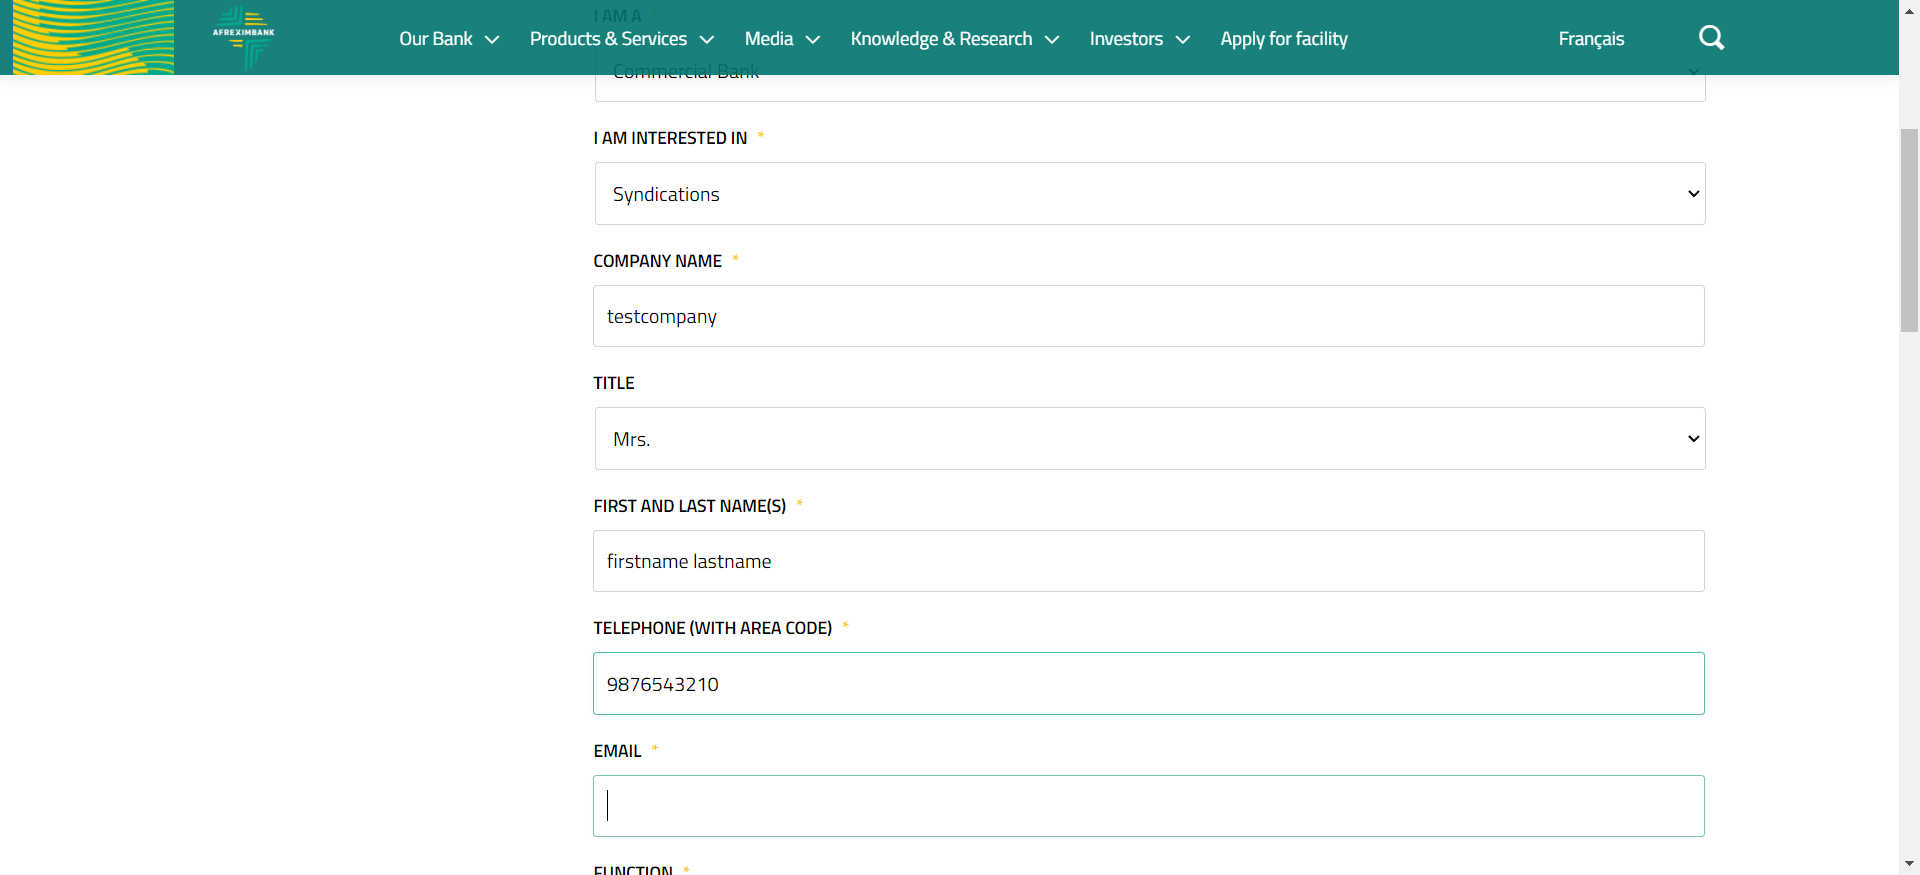 I AM A *
AFREXIMBANK
Our Bank
Products & Services
Media
Knowledge & Research
Investors
Apply for facility
Français
Commercial Bank
I AM INTERESTED IN *
Syndications
COMPANY NAME *
testcompany
TITLE
Mrs.
FIRST AND LAST NAME(S) *
firstname lastname
TELEPHONE (WITH AREA CODE) *
9876543210
EMAIL *
FUNCTION *